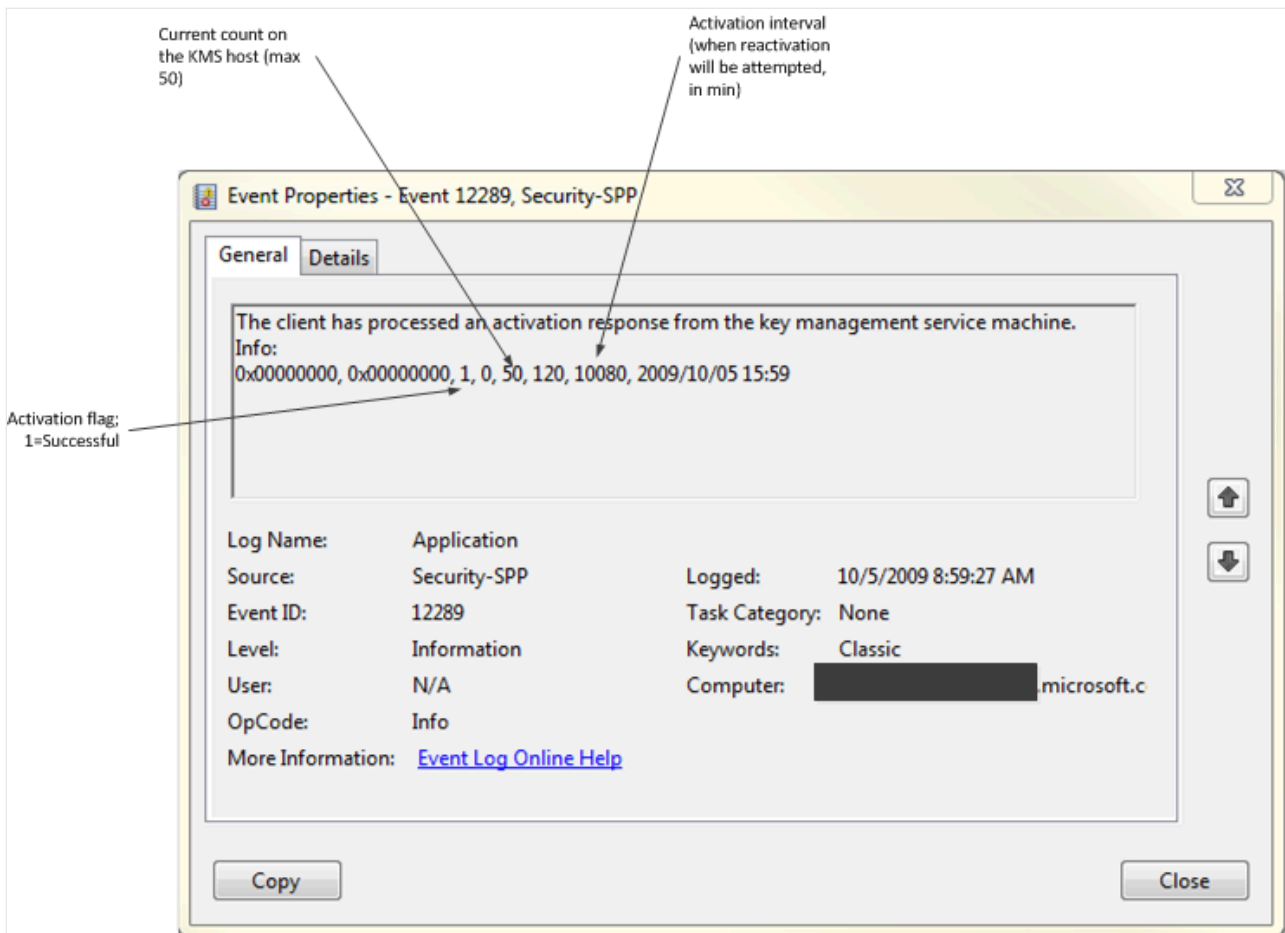 Current count on
the KMS host (max
50)
Activation interval
(when reactivation
will be attempted,
in min)
Event Properties - Event 12289, Security-SPP
General
Details
The client has processed an activation response from the key management service machine.
Info:
0x00000000, 0x00000000, 1, 0, 50, 120, 10080, 2009/10/05 15:59
Activation flag;
1=Successful
Log Name: Application
Source: Security-SPP Logged: 10/5/2009 8:59:27 AM
Event ID: 12289 Task Category: None
Level: Information Keywords: Classic
User: N/A Computer: .microsoft.c
OpCode: Info
More Information: Event Log Online Help
Copy
Close